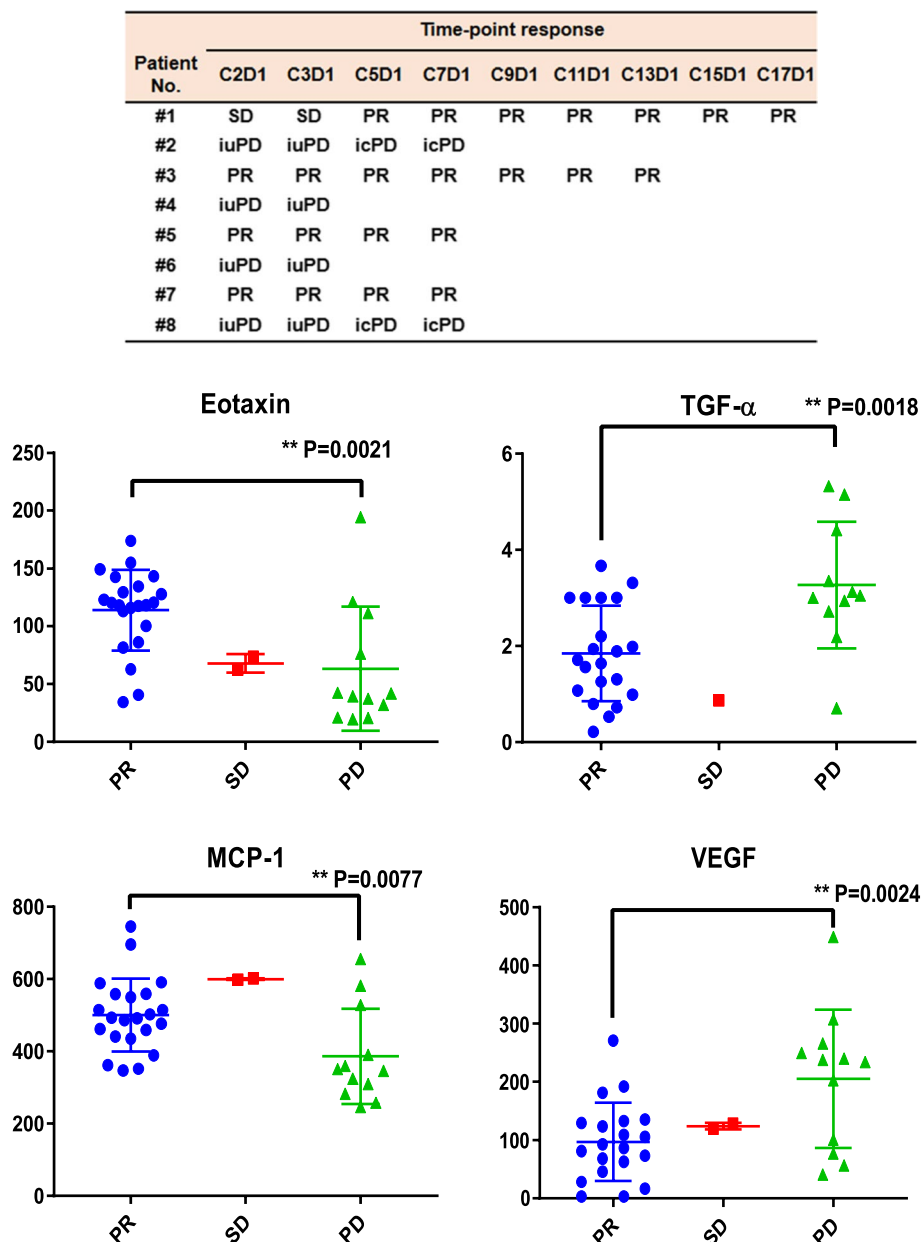 Time-point response
Patient No. C2D1 C3D1 C5D1 C7D1 C9D1 C11D1 C13D1 C15D1 C17D1
#1 SD SD PR PR PR PR PR PR PR
#2 iuPD iuPD icPD icPD
#3 PR PR PR PR PR PR PR
#4 iuPD iuPD
#5 PR PR PR PR
#6 iuPD iuPD
#7 PR PR PR PR
#8 iuPD iuPD icPD icPD
Eotaxin
** P=0.0021
250
200
150
100
50
0
PR SD PD
TGF-α
** P=0.0018
6
4
2
0
PR SD PD
MCP-1
** P=0.0077
800
600
400
200
0
PR SD PD
VEGF
** P=0.0024
500
400
300
200
100
0
PR SD PD